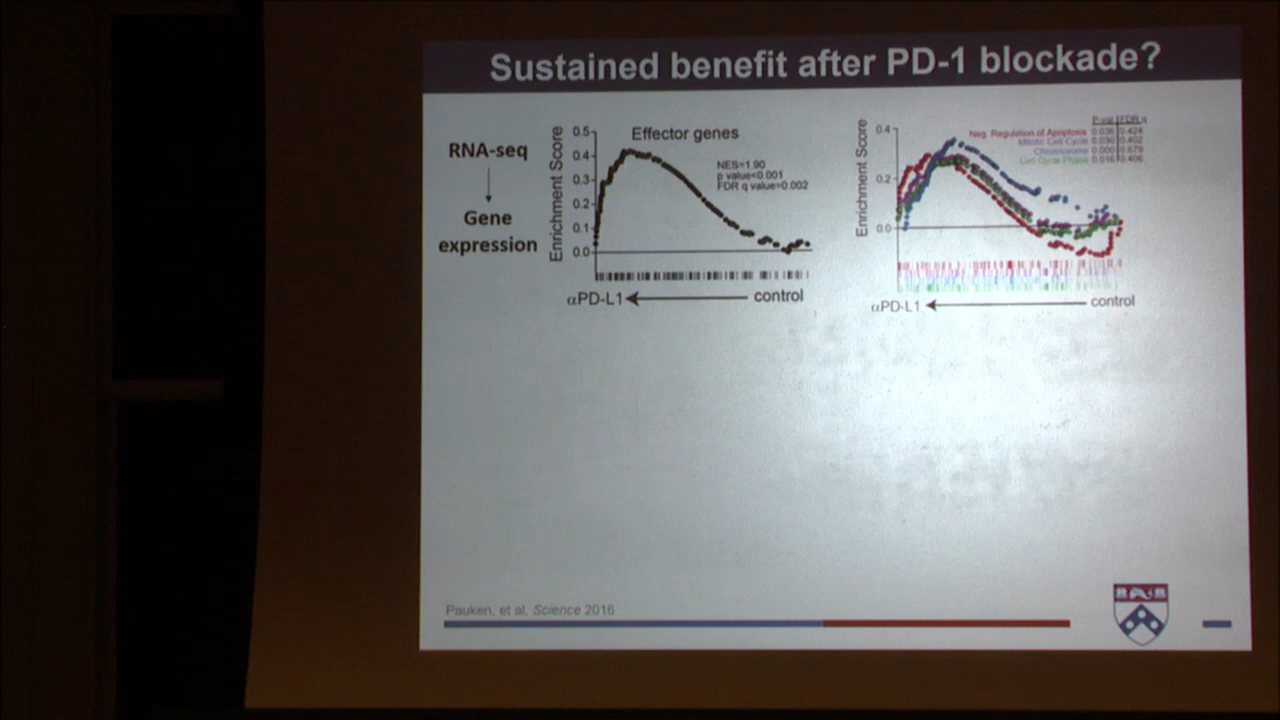 Sustained benefit after PD-1 blockade?
RNA-seq
Gene
expression
Enrichment Score
0.5
0.4
0.3
0.2
0.1
0.0
Effector genes
NES=1.90
p value<0.001
FDR q value=0.002
αPD-L1
control
Enrichment Score
0.4
0.2
0.0
P-val FDR q
Neg. Regulation of Apoptosis 0.036 0.424
Mitotic Cell Cycle 0.030 0.402
Chromosome 0.000 0.679
Cell Cycle Phase 0.016 0.406
αPD-L1
control
Pauken, et al, Science 2016